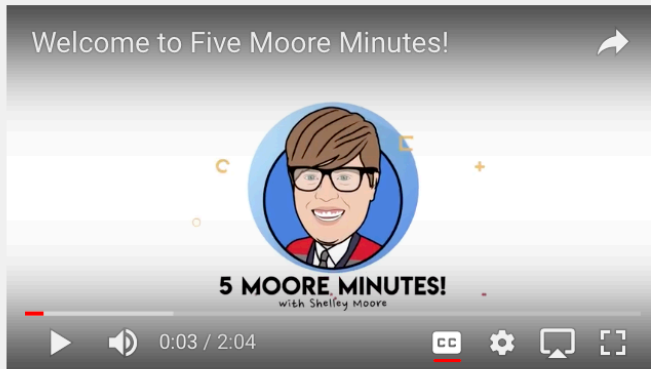 Welcome to Five Moore Minutes!
5 MOORE MINUTES!
with Shelley Moore
0:03 / 2:04
CC